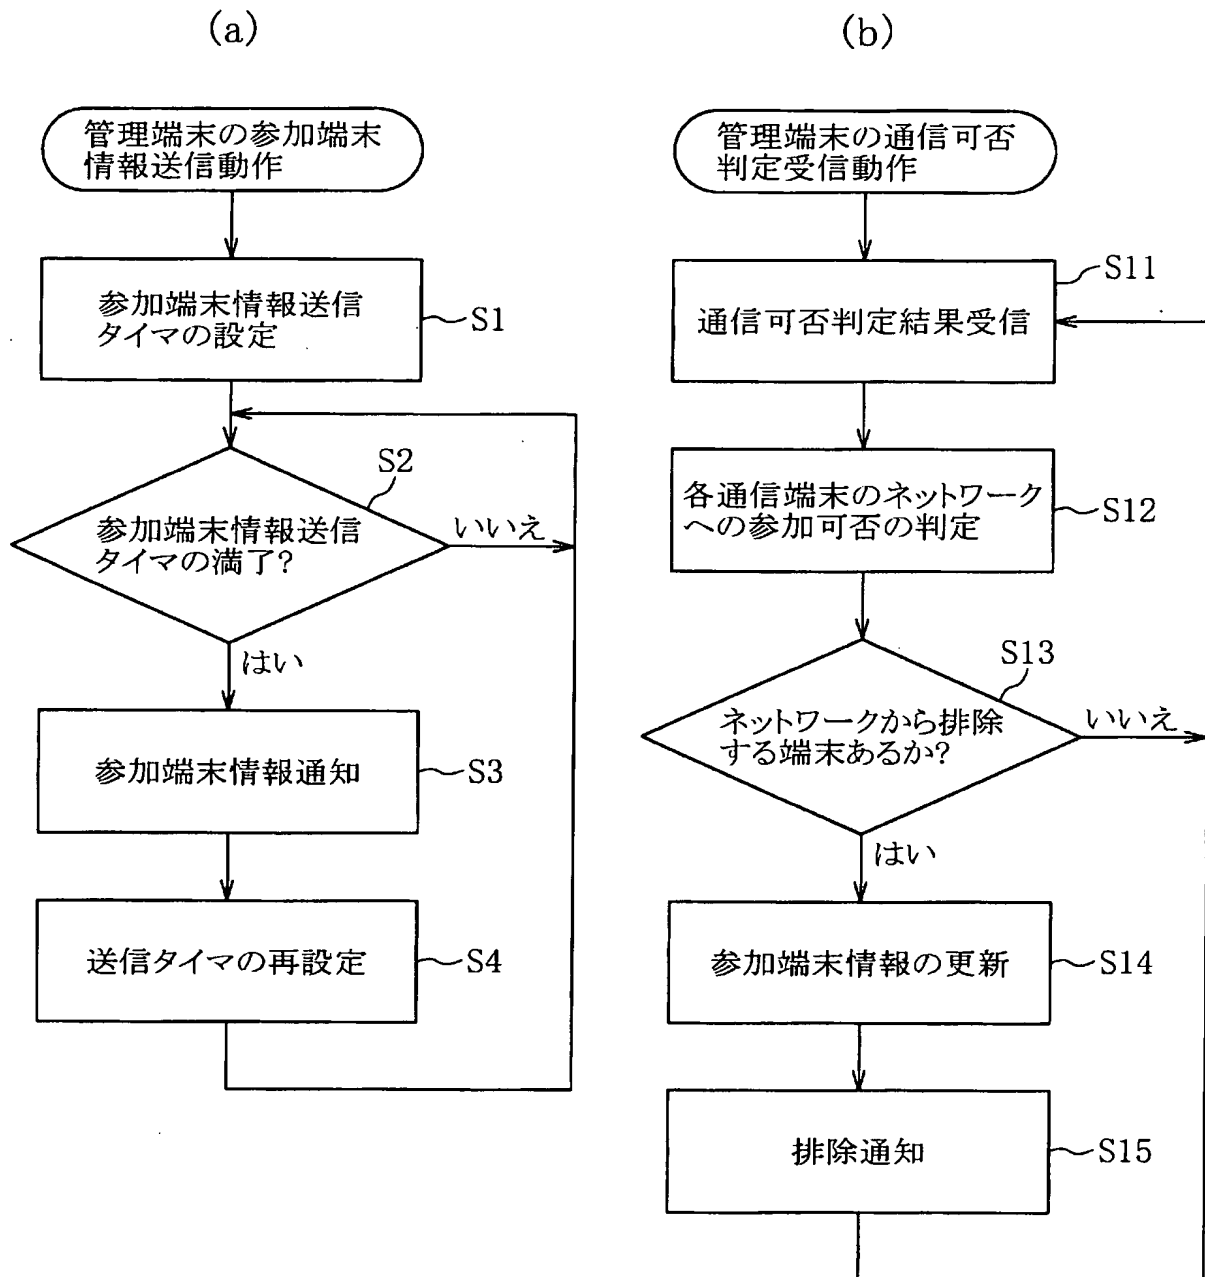 (a)
管理端末の参加端末
情報送信動作
参加端末情報送信
タイマの設定
S1
S2
参加端末情報送信
タイマの満了?
いいえ
はい
参加端末情報通知
S3
送信タイマの再設定
S4
(b)
管理端末の通信可否
判定受信動作
S11
通信可否判定結果受信
各通信端末のネットワーク
への参加可否の判定
S12
S13
ネットワークから排除
する端末あるか?
いいえ
はい
参加端末情報の更新
S14
排除通知
S15